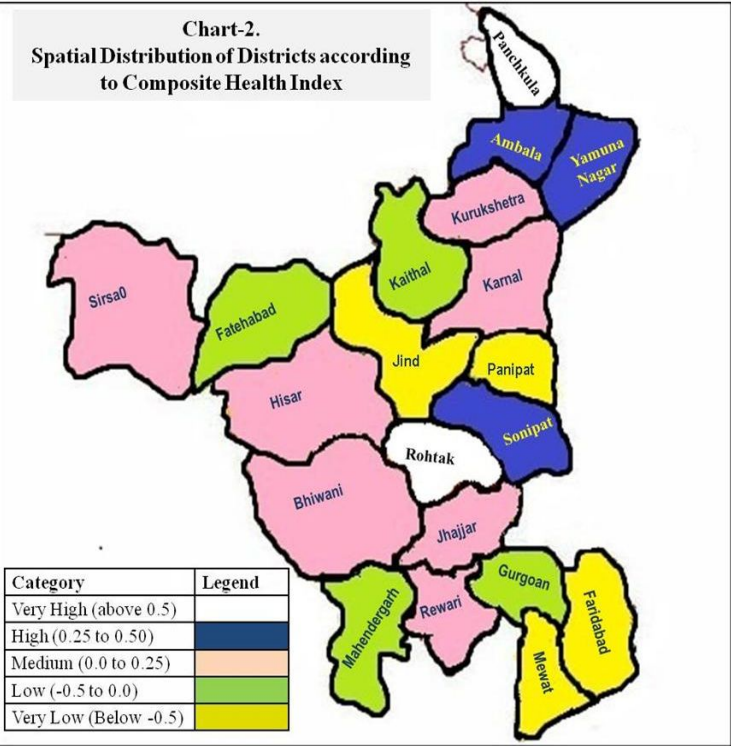 Chart-2.
Spatial Distribution of Districts according
to Composite Health Index
Panchkula
Ambala
Yamuna
Nagar
Kurukshetra
Kaithal
Karnal
Sirsa0
Fatehabad
Jind
Panipat
Hisar
Sonipat
Rohtak
Bhiwani
Jhajjar
Gurgoan
Rewari
Mahendergarh
Faridabad
Mewat
Category Legend
Very High (above 0.5)
High (0.25 to 0.50)
Medium (0.0 to 0.25)
Low (-0.5 to 0.0)
Very Low (Below -0.5)